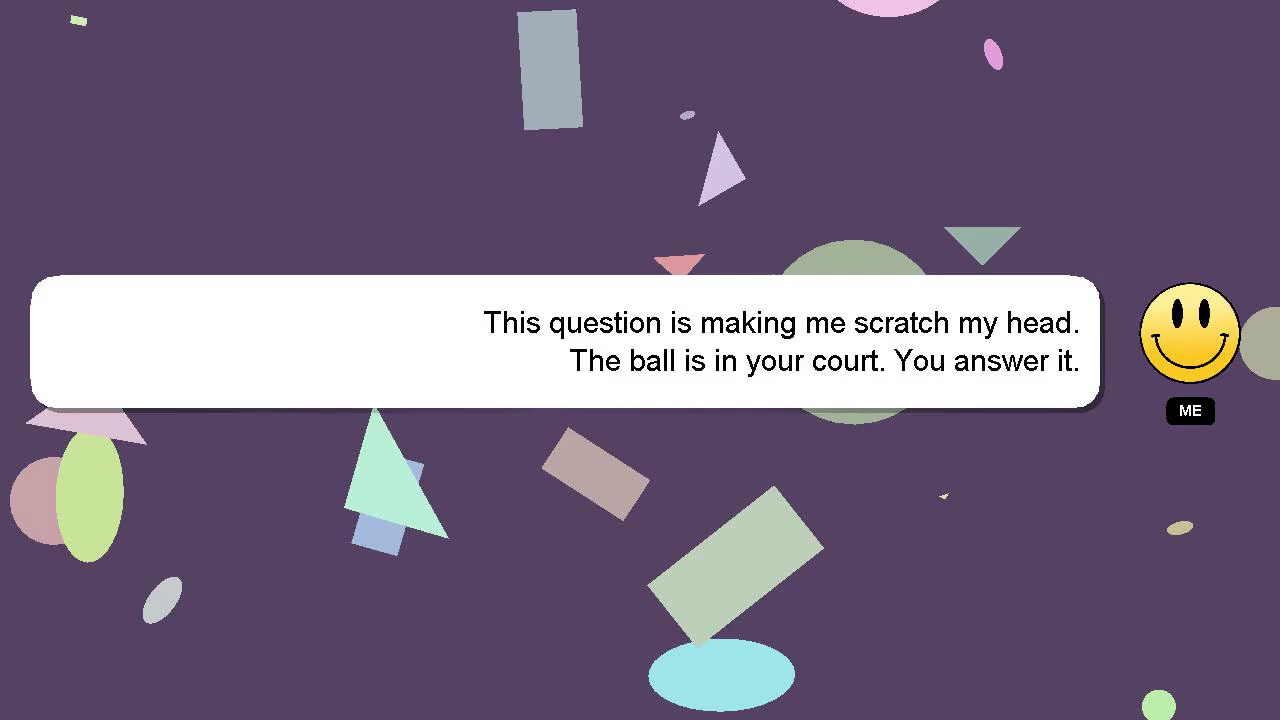 This question is making me scratch my head.
The ball is in your court. You answer it.
ME